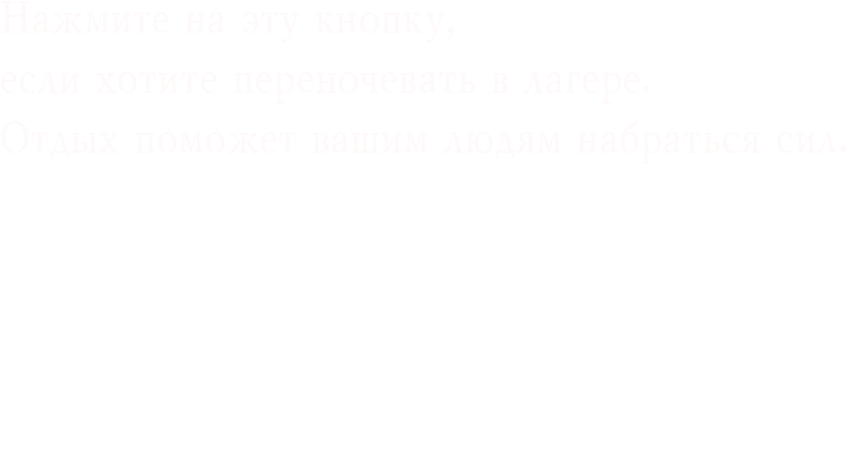 Нажмите на эту кнопку,
если хотите переночевать в лагере.
Отдых поможет вашим людям набраться сил.